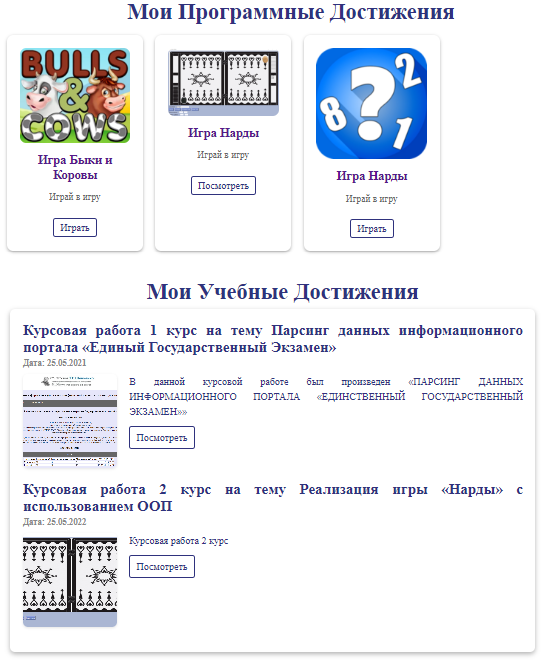 Мои Программные Достижения
BULLS
&
COWS
Игра Быки и
Коровы
Играй в игру
Играть
Игра Нарды
Играй в игру
Посмотреть
8
?
2
1
Игра Нарды
Играй в игру
Играть
Мои Учебные Достижения
Курсовая работа 1 курс на тему Парсинг данных информационного
портала «Единый Государственный Экзамен»
Дата: 25.05.2021
В данной курсовой работе был произведен «ПАРСИНГ ДАННЫХ
ИНФОРМАЦИОННОГО ПОРТАЛА «ЕДИНСТВЕННЫЙ ГОСУДАРСТВЕННЫЙ
ЭКЗАМЕН»»
Посмотреть
Курсовая работа 2 курс на тему Реализация игры «Нарды» с
использованием ООП
Дата: 25.05.2022
Курсовая работа 2 курс
Посмотреть